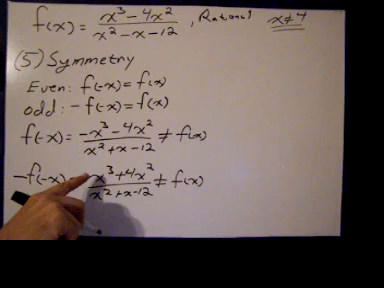 f(x) = (x³ - 4x²)/(x² - x - 12) , Rational x ≠ 4
(5) Symmetry
Even: f(-x) = f(x)
odd: - f(-x) = f(x)
f(-x) = (-x³ - 4x²)/(x² + x - 12) ≠ f(x)
-f(-x) = (x³ + 4x²)/(x² + x - 12) ≠ f(x)